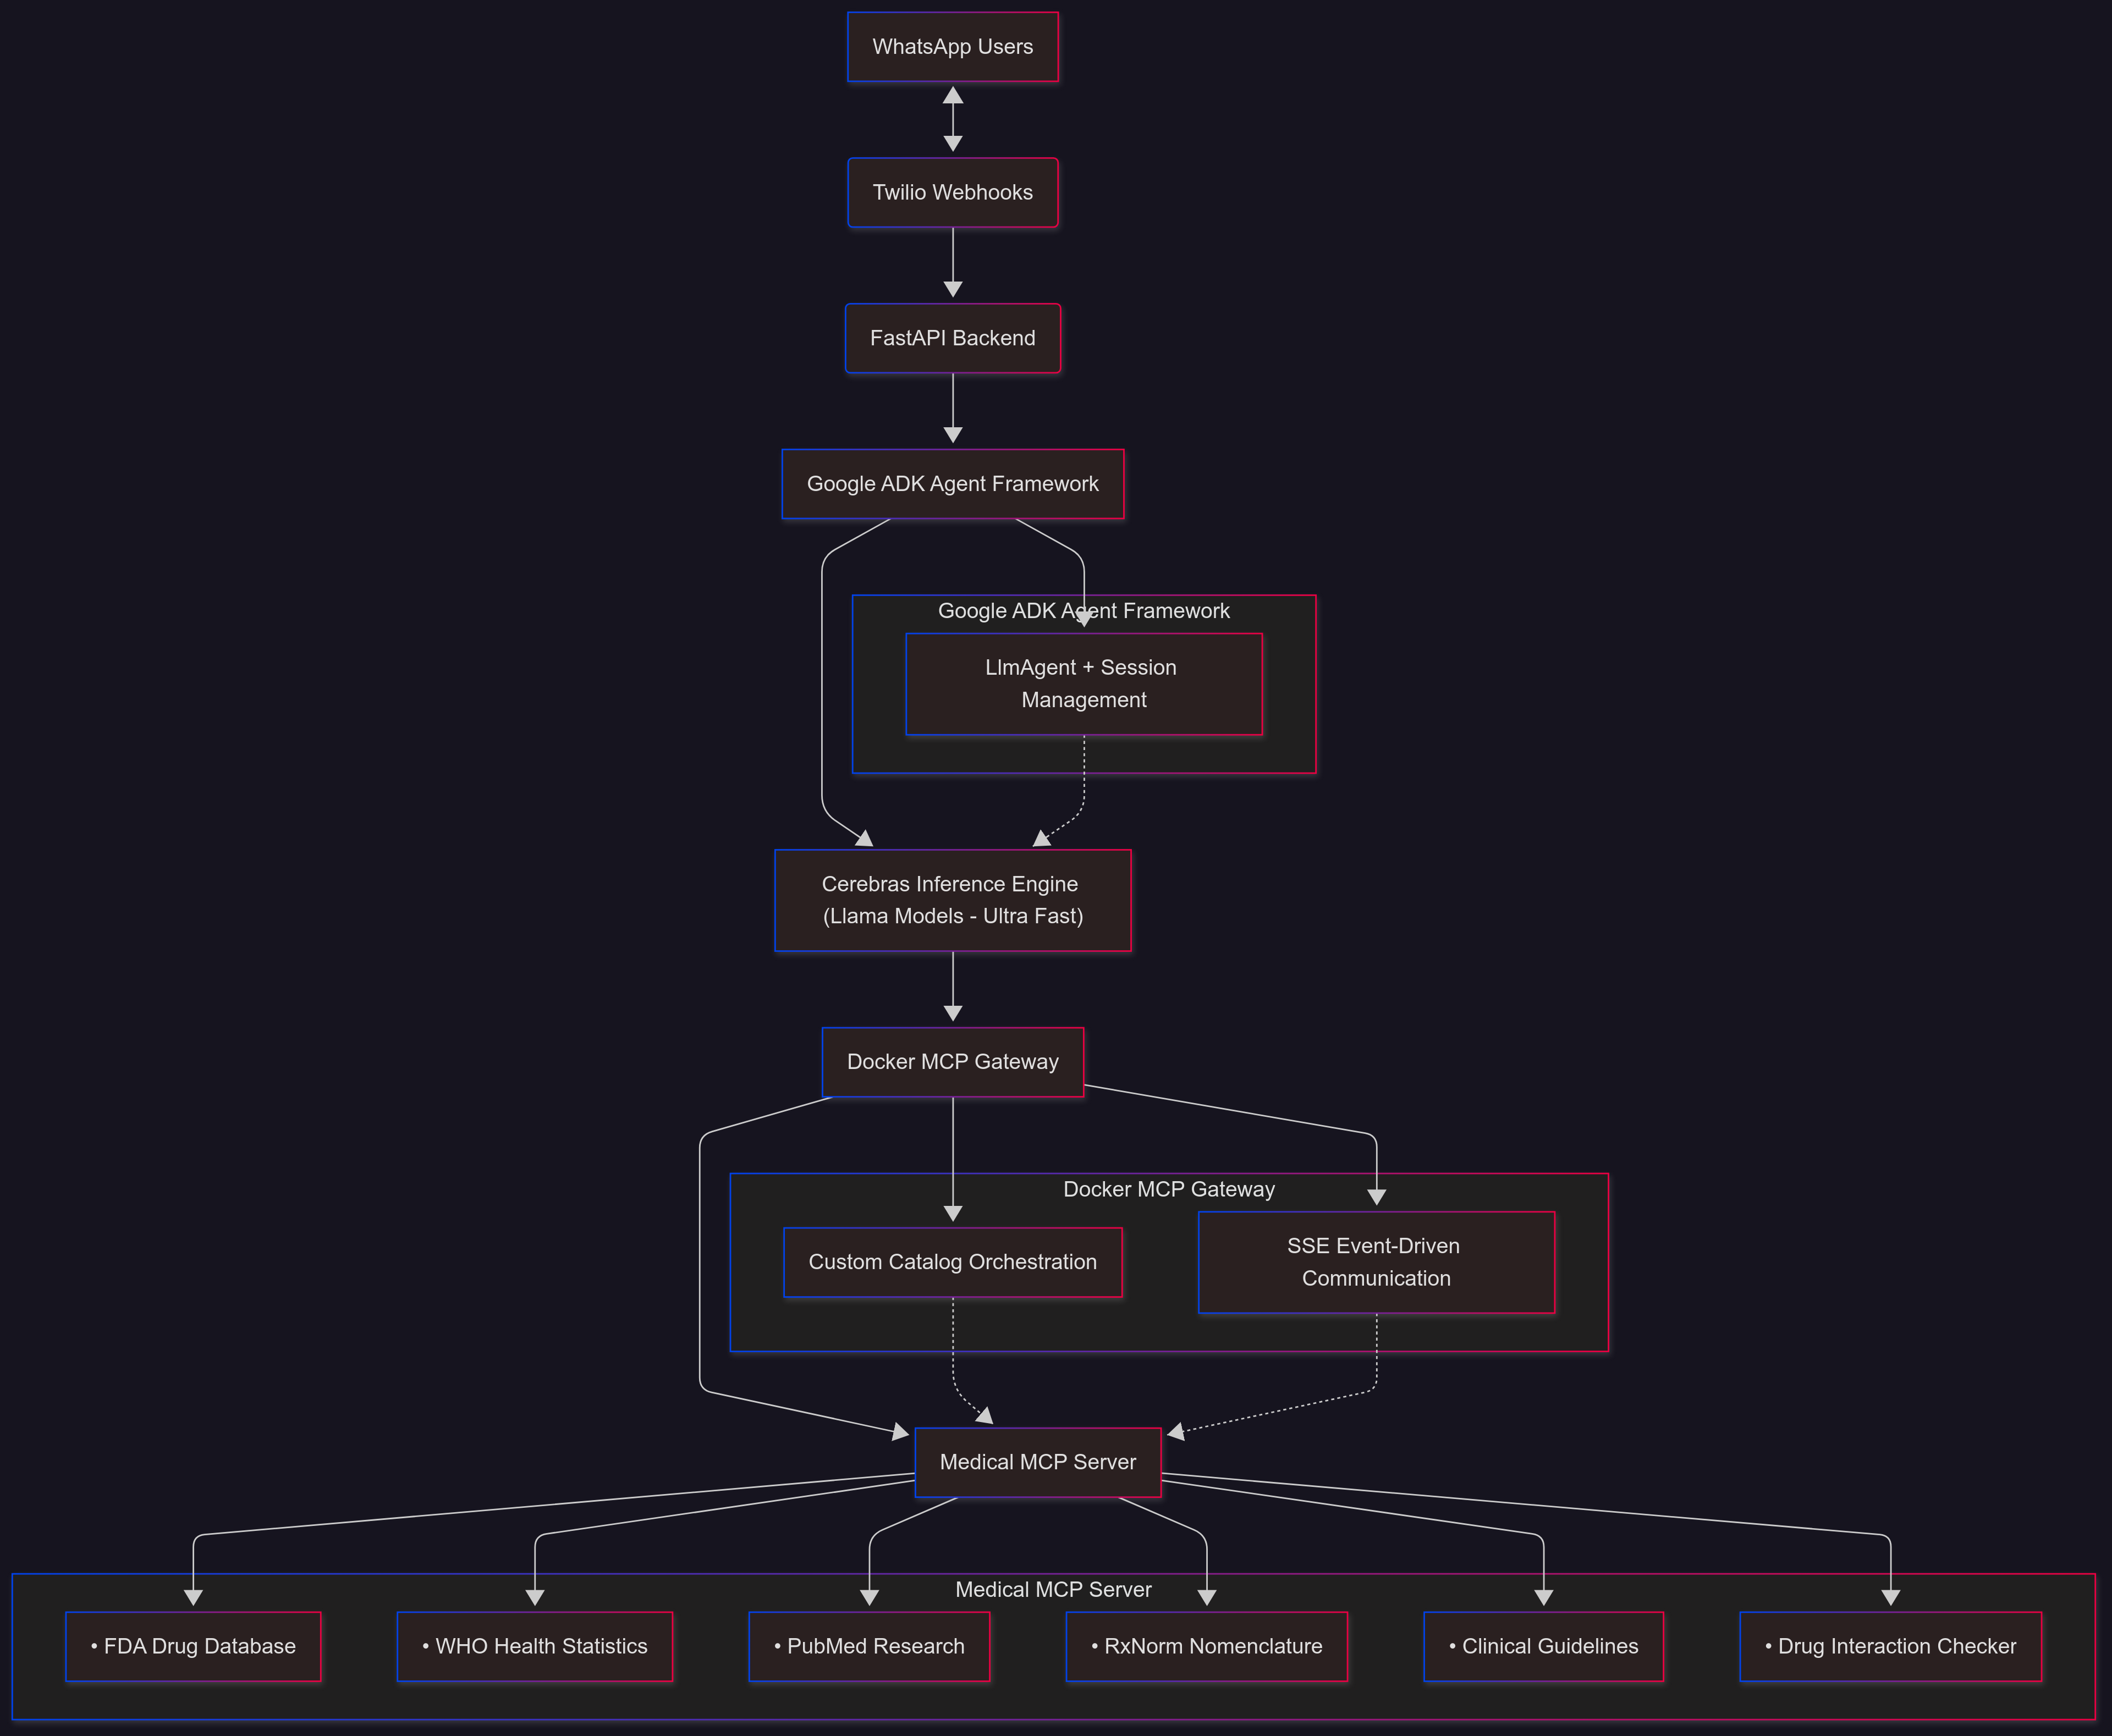 WhatsApp Users
Twilio Webhooks
FastAPI Backend
Google ADK Agent Framework
Google ADK Agent Framework
LlmAgent + Session
Management
Cerebras Inference Engine
(Llama Models - Ultra Fast)
Docker MCP Gateway
Docker MCP Gateway
Custom Catalog Orchestration
SSE Event-Driven
Communication
Medical MCP Server
Medical MCP Server
• FDA Drug Database
• WHO Health Statistics
• PubMed Research
• RxNorm Nomenclature
• Clinical Guidelines
• Drug Interaction Checker